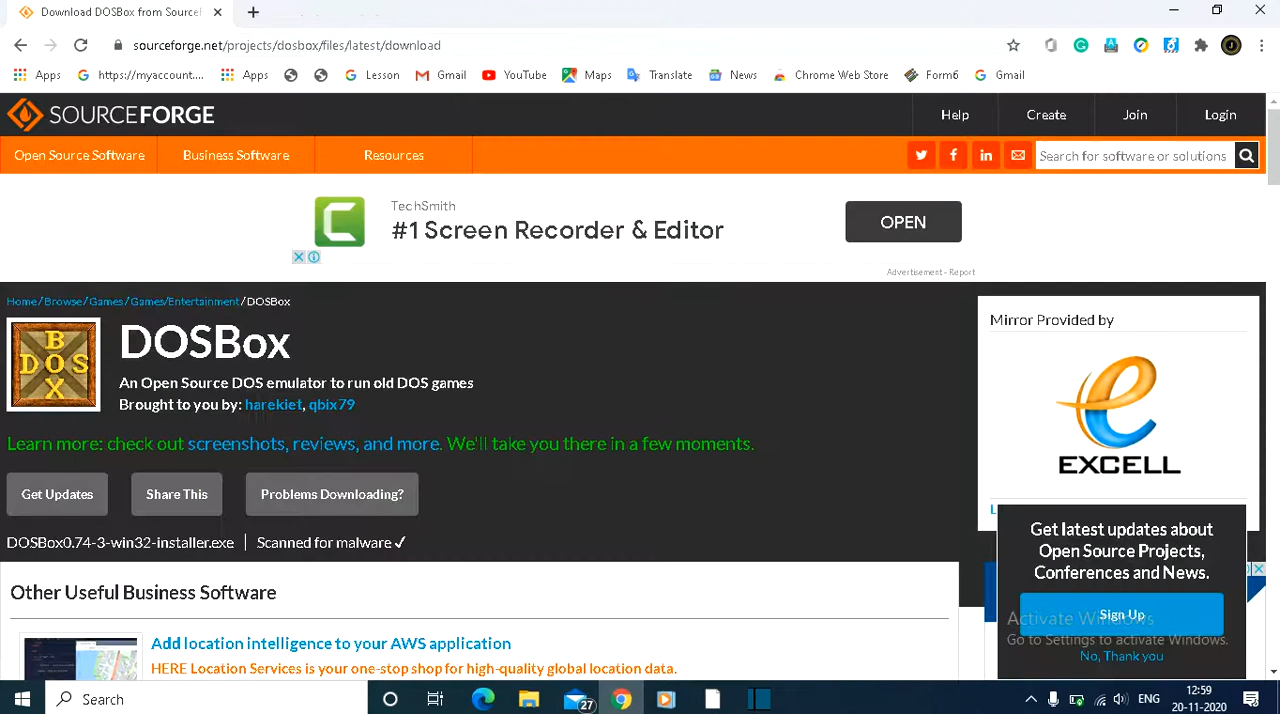 Download DOSBox from SourceF
sourceforge.net/projects/dosbox/files/latest/download
J
Apps https://myaccount.... Apps Lesson Gmail YouTube Maps Translate News Chrome Web Store Form6 Gmail
SOURCEFORGE Help Create Join Login
Open Source Software Business Software Resources Search for software or solutions
TechSmith
#1 Screen Recorder & Editor OPEN
Advertisement - Report
Home / Browse / Games / Games/Entertainment / DOSBox
Mirror Provided by
BOX
DOS
DOSBox
An Open Source DOS emulator to run old DOS games
Brought to you by: harekiet, qbix79
EXCELL
Learn more: check out screenshots, reviews, and more. We'll take you there in a few moments.
Get Updates Share This Problems Downloading?
DOSBox0.74-3-win32-installer.exe | Scanned for malware ✓
Get latest updates about
Open Source Projects,
Conferences and News.
Sign Up
No, Thank you
Activate Windows
Go to Settings to activate Windows.
Other Useful Business Software
Add location intelligence to your AWS application
HERE Location Services is your one-stop shop for high-quality global location data.
Search 27 ENG 12:59
20-11-2020